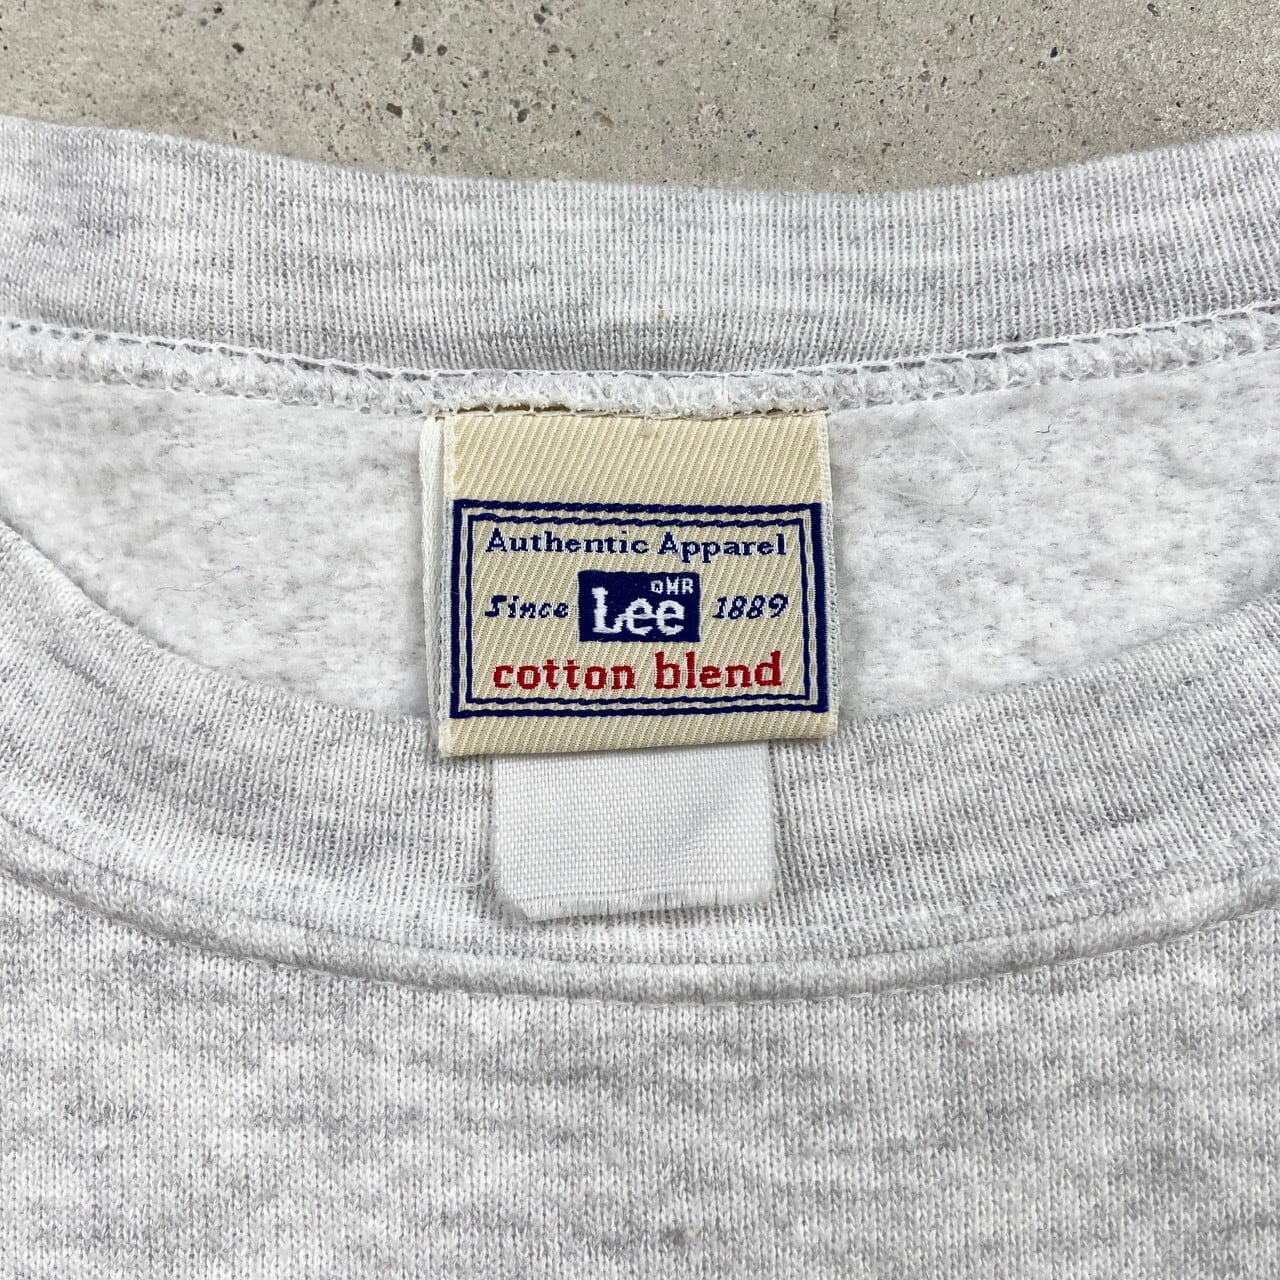 Authentic Apparel
Since Lee 1889
cotton blend